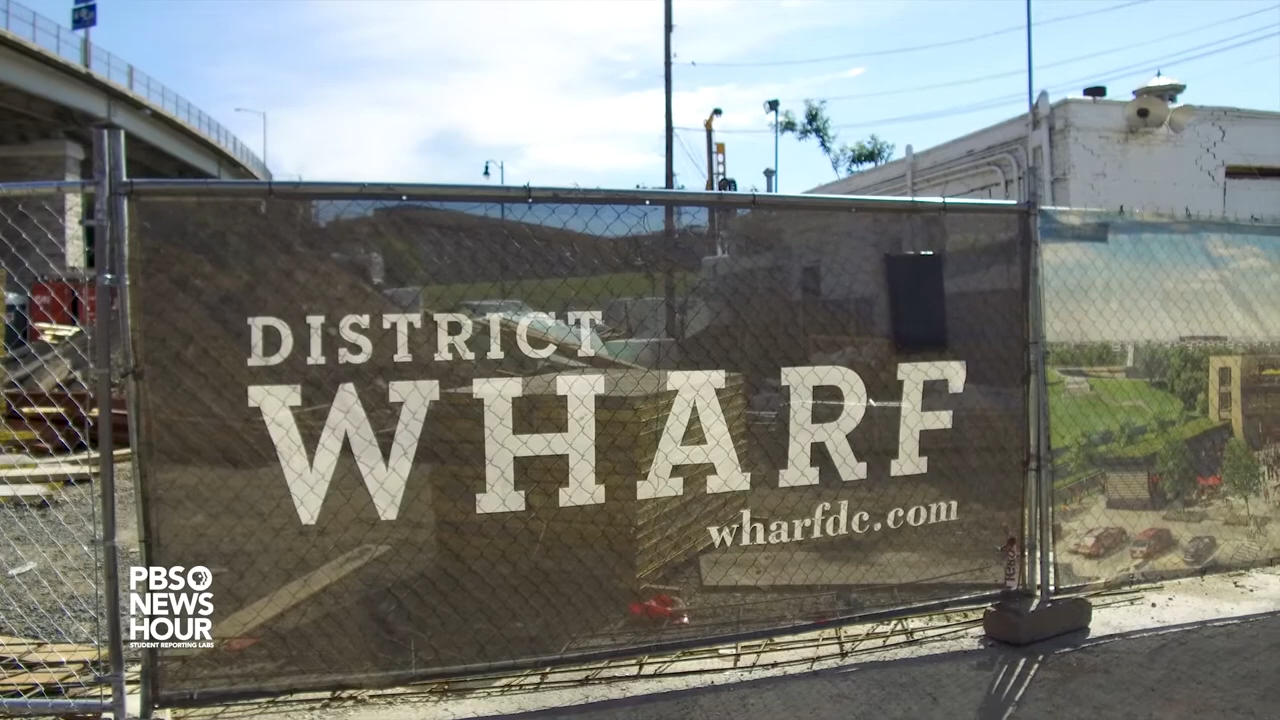 DISTRICT
WHARF
wharfdc.com
PBS
NEWS
HOUR
STUDENT REPORTING LABS